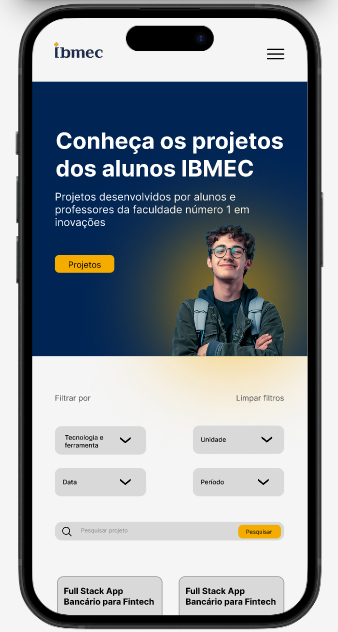 ibmec
Conheça os projetos
dos alunos IBMEC
Projetos desenvolvidos por alunos e
professores da faculdade número 1 em
inovações
Projetos
Filtrar por
Limpar filtros
Tecnologia e
ferramenta
Unidade
Data
Período
Pesquisar projeto
Pesquisar
Full Stack App
Bancário para Fintech
Full Stack App
Bancário para Fintech